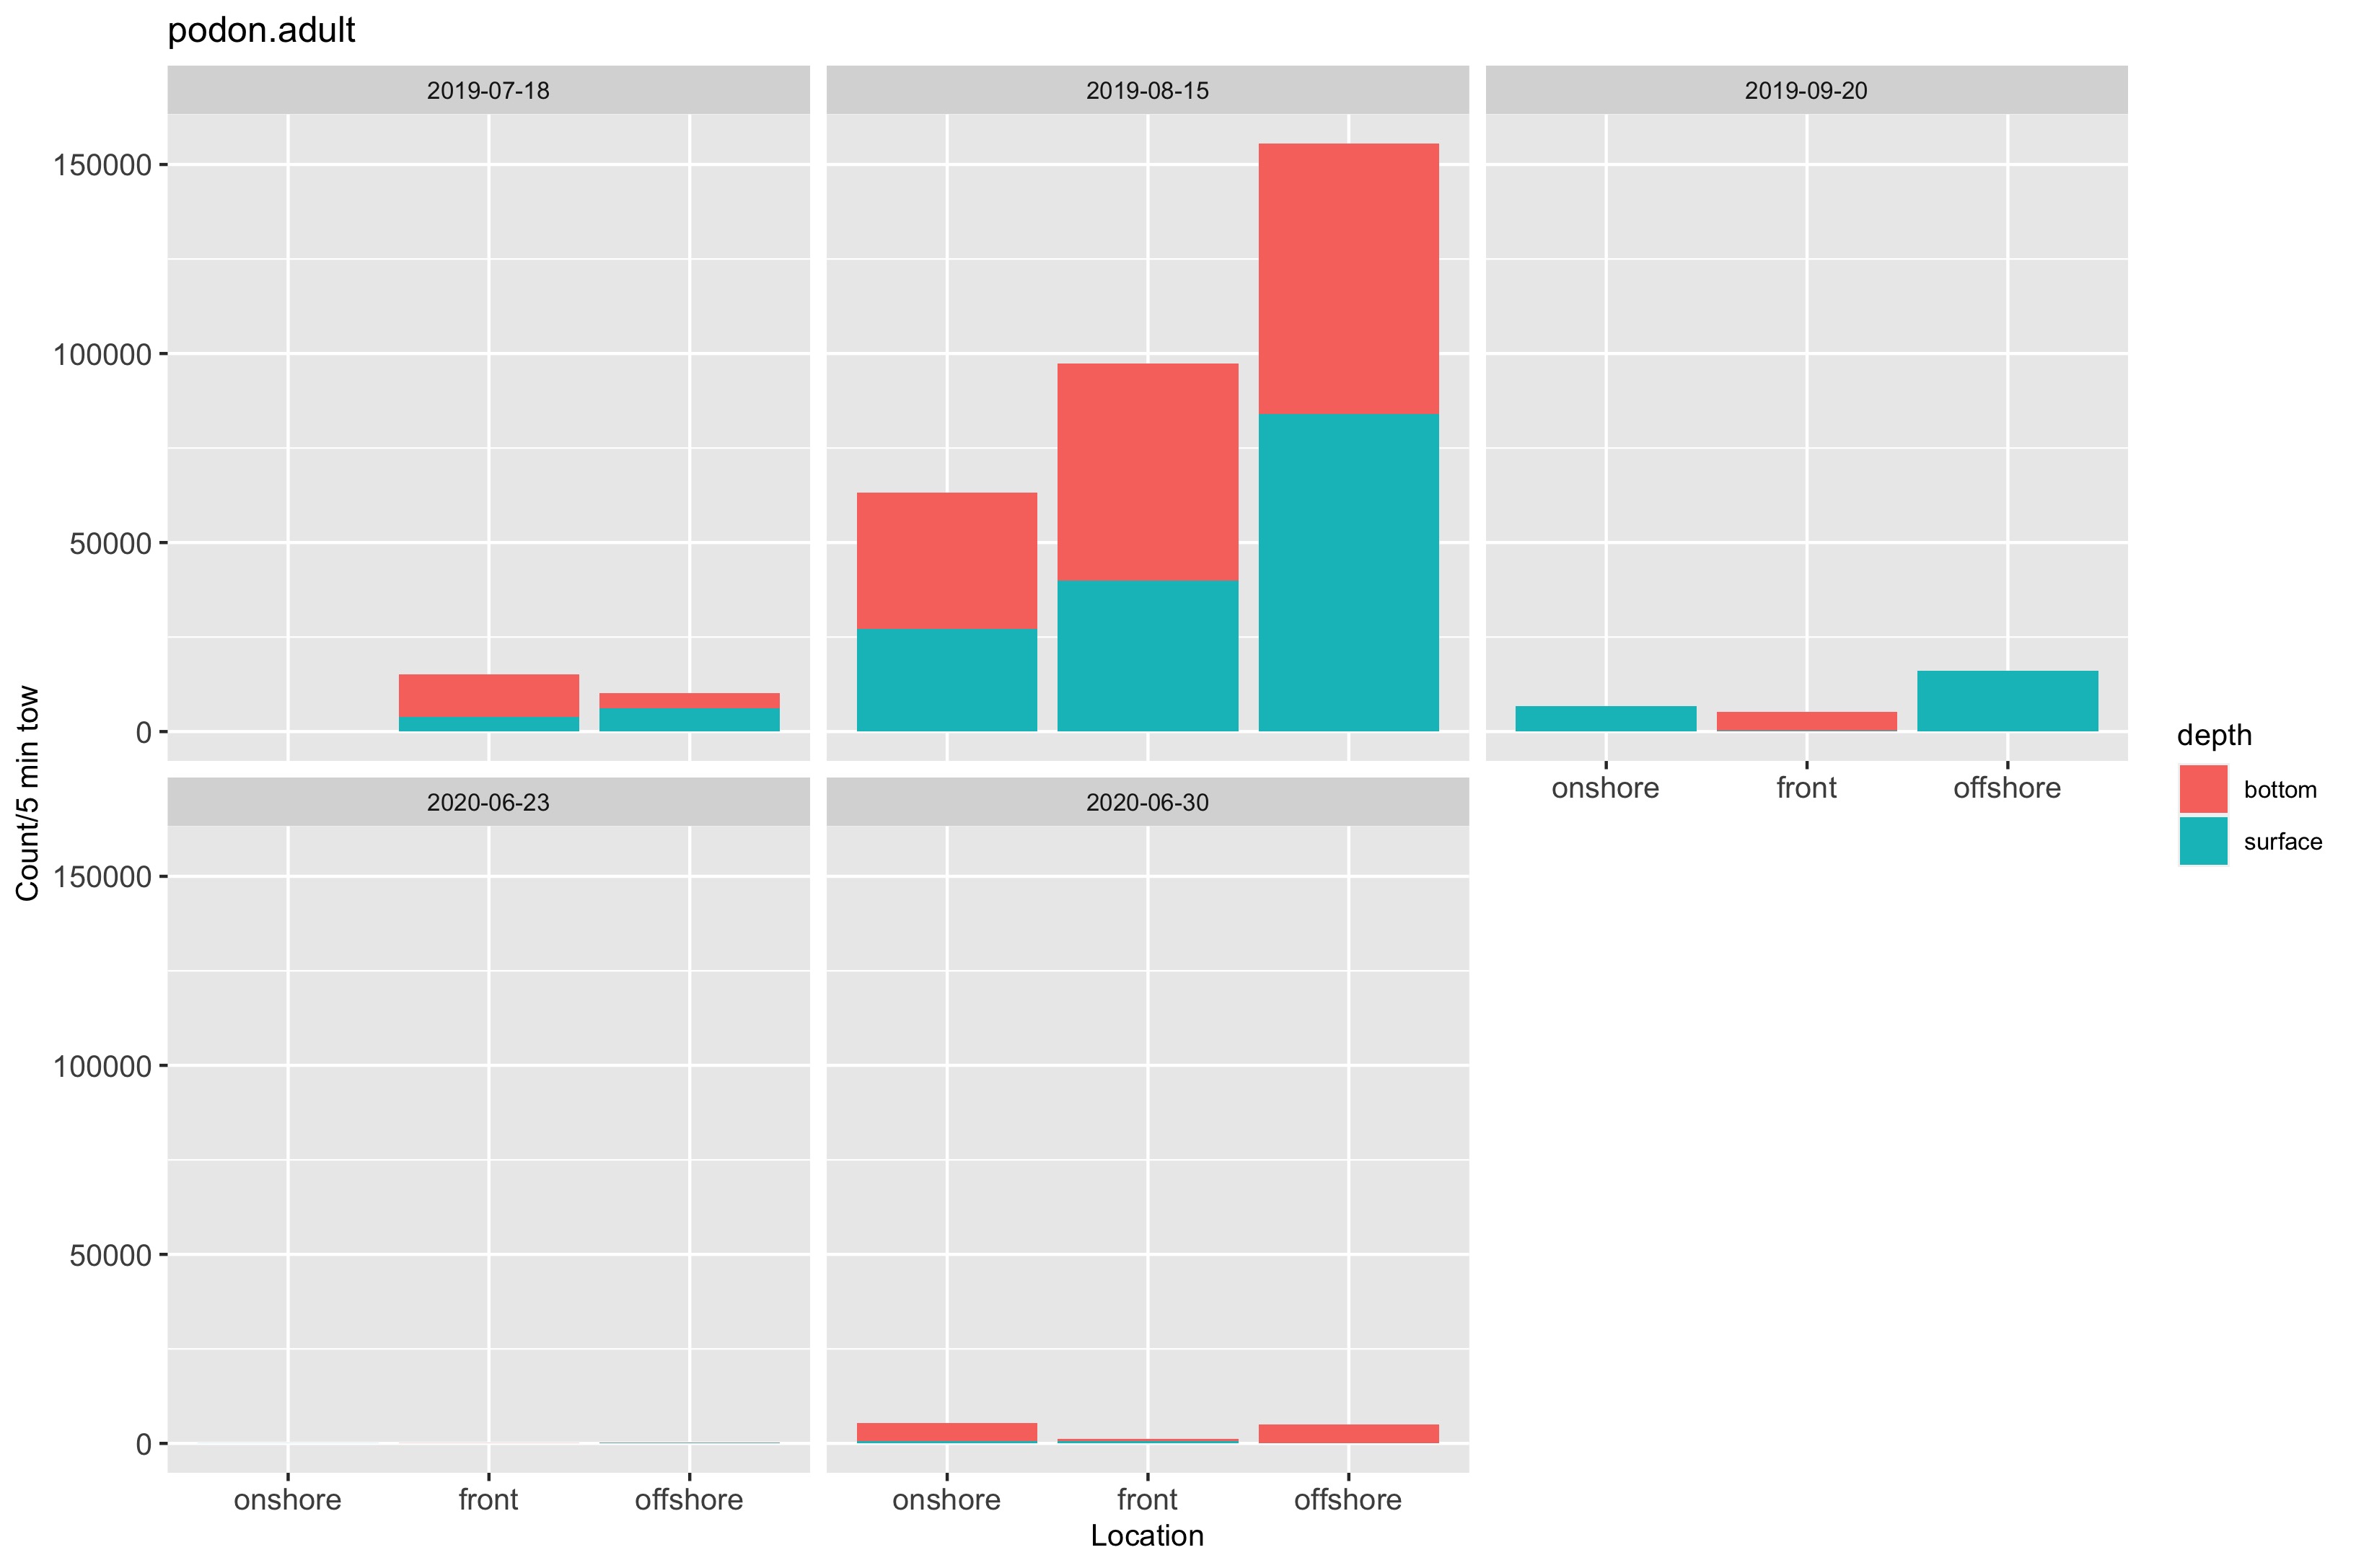 podon.adult
2019-07-18
2019-08-15
2019-09-20
150000
100000
50000
0
onshore front offshore
2020-06-23
2020-06-30
150000
100000
50000
0
onshore front offshore
onshore front offshore
Location
Count/5 min tow
depth
bottom
surface